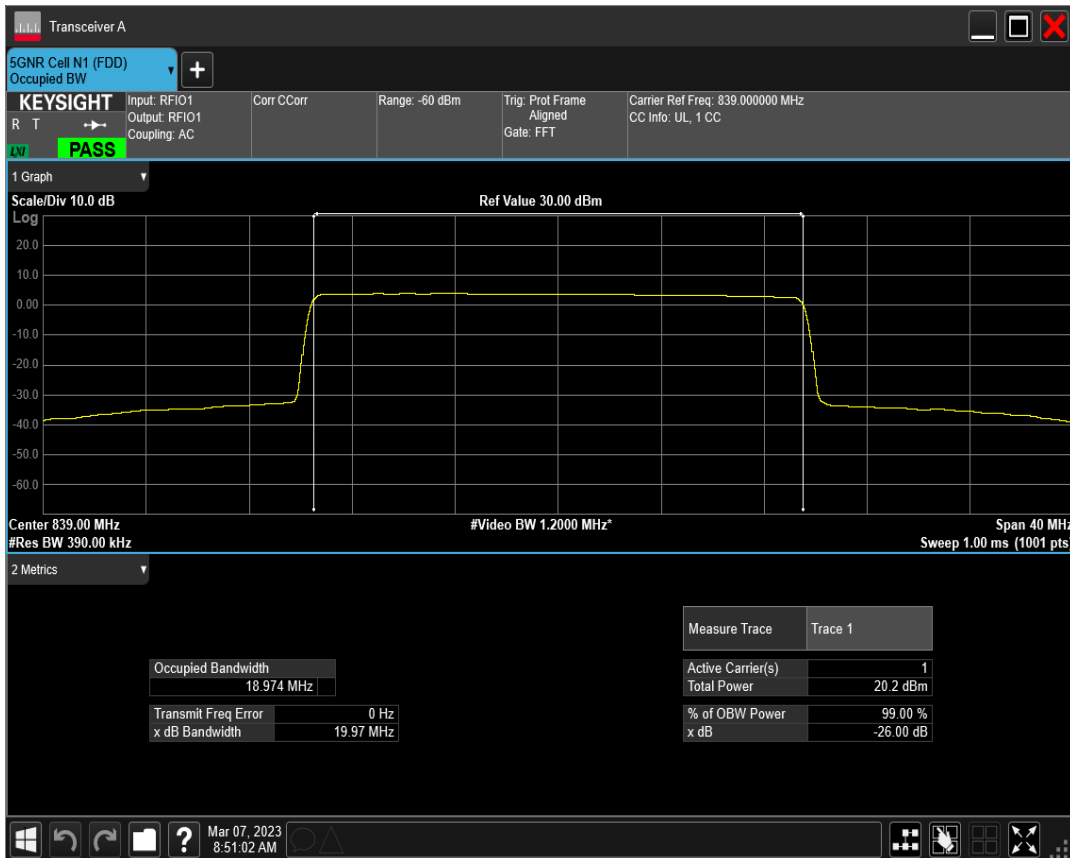 Transceiver A
5GNR Cell N1 (FDD)
Occupied BW
+
KEYSIGHT
R T
LXI
PASS
Input: RFIO1
Output: RFIO1
Coupling: AC
Corr CCorr
Range: -60 dBm
Trig: Prot Frame
Aligned
Gate: FFT
Carrier Ref Freq: 839.000000 MHz
CC Info: UL, 1 CC
1 Graph
Scale/Div 10.0 dB
Ref Value 30.00 dBm
Log
20.0
10.0
0.00
-10.0
-20.0
-30.0
-40.0
-50.0
-60.0
Center 839.00 MHz
#Video BW 1.2000 MHz*
Span 40 MHz
#Res BW 390.00 kHz
Sweep 1.00 ms (1001 pts)
2 Metrics
Measure Trace Trace 1
Occupied Bandwidth
18.974 MHz
Active Carrier(s) 1
Total Power 20.2 dBm
Transmit Freq Error 0 Hz
x dB Bandwidth 19.97 MHz
% of OBW Power 99.00 %
x dB -26.00 dB
?
Mar 07, 2023
8:51:02 AM